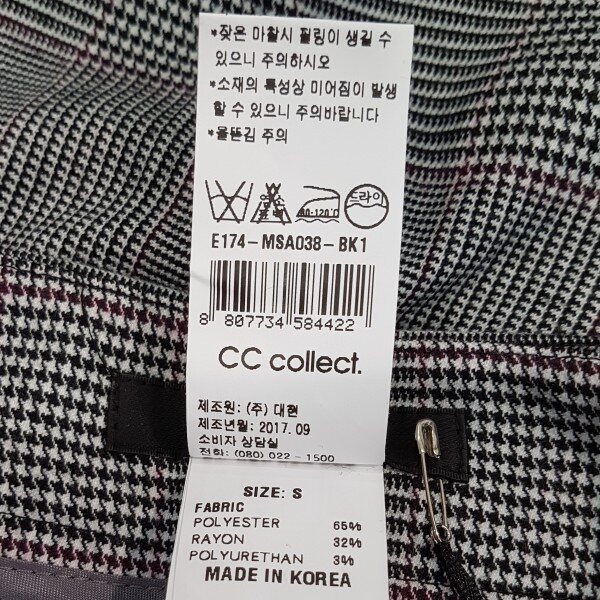 *잦은 마찰시 필링이 생길 수
있으니 주의하시오
*소재의 특성상 미어짐이 발생
할 수 있으니 주의바랍니다
*올뜯김 주의
드라이
80-120℃
E174-MSA038-BK1
8 807734 584422
CC collect.
제조원: (주) 대현
제조년월: 2017. 09
소비자 상담실
전화: (080) 022-1500
SIZE: S
FABRIC
POLYESTER 65%
RAYON 32%
POLYURETHAN 3%
MADE IN KOREA